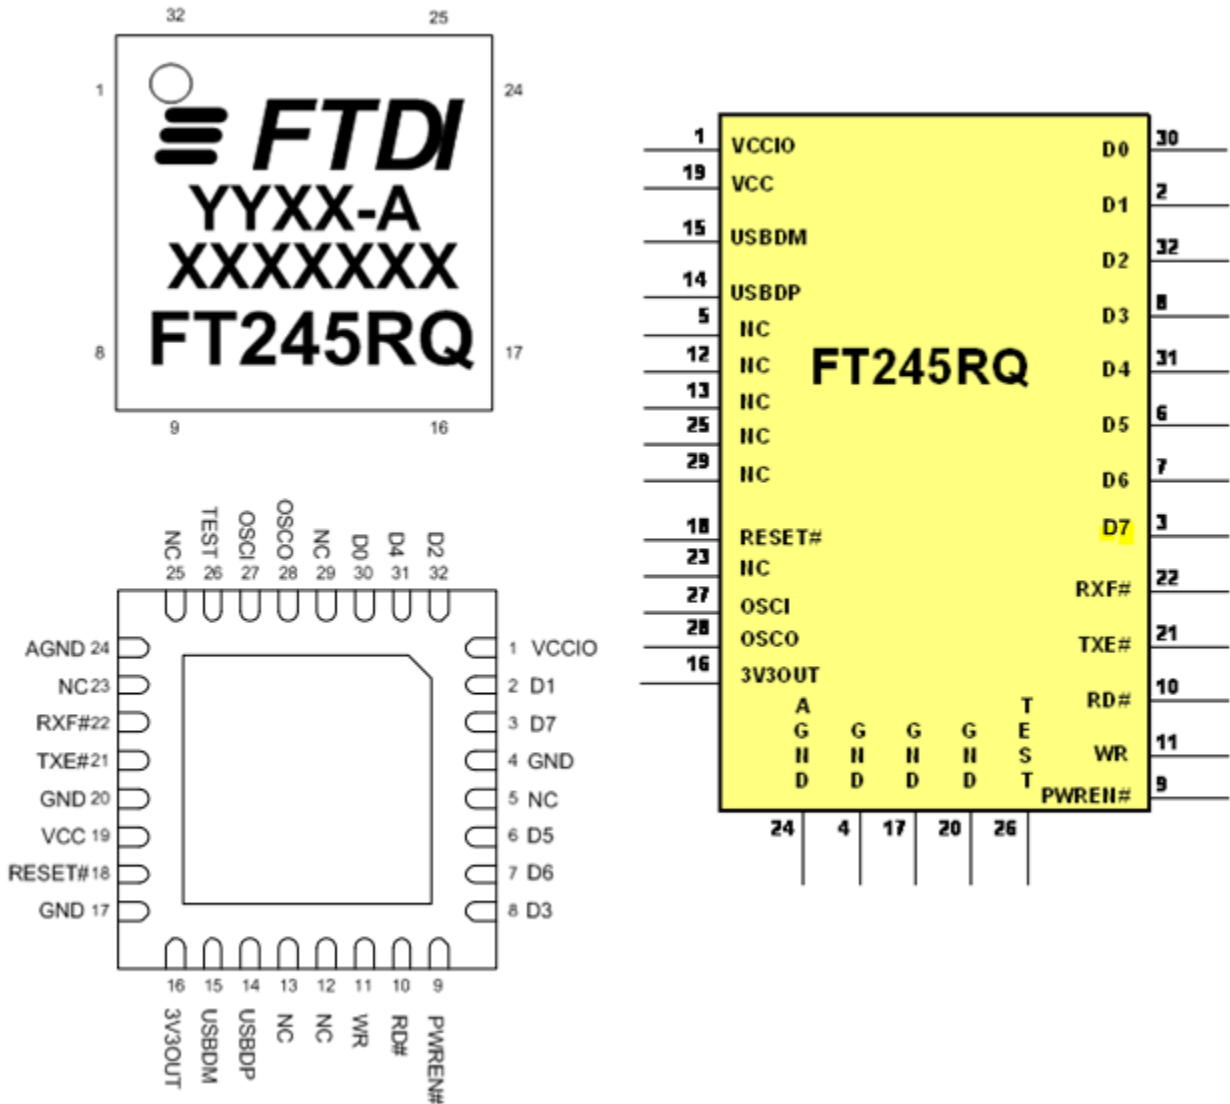 32 25
1 24
FTDI
YYXX-A
XXXXXXX
FT245RQ
8 17
9 16
NC TEST OSCI OSCO NC D0 D4 D2
25 26 27 28 29 30 31 32
AGND 24
NC 23
RXF# 22
TXE# 21
GND 20
VCC 19
RESET# 18
GND 17
1 VCCIO
2 D1
3 D7
4 GND
5 NC
6 D5
7 D6
8 D3
16 15 14 13 12 11 10 9
3V3OUT USBDM USBDP NC NC WR RD# PWREN#
1 VCCIO
19 VCC
15 USBDM
14 USBDP
5 NC
12 NC
13 NC
25 NC
29 NC
18 RESET#
23 NC
27 OSCI
28 OSCO
16 3V3OUT
FT245RQ
D0 30
D1 2
D2 32
D3 8
D4 31
D5 6
D6 7
D7 3
RXF# 22
TXE# 21
RD# 10
WR 11
PWREN# 9
AGND GND GND GND TEST
24 4 17 20 26